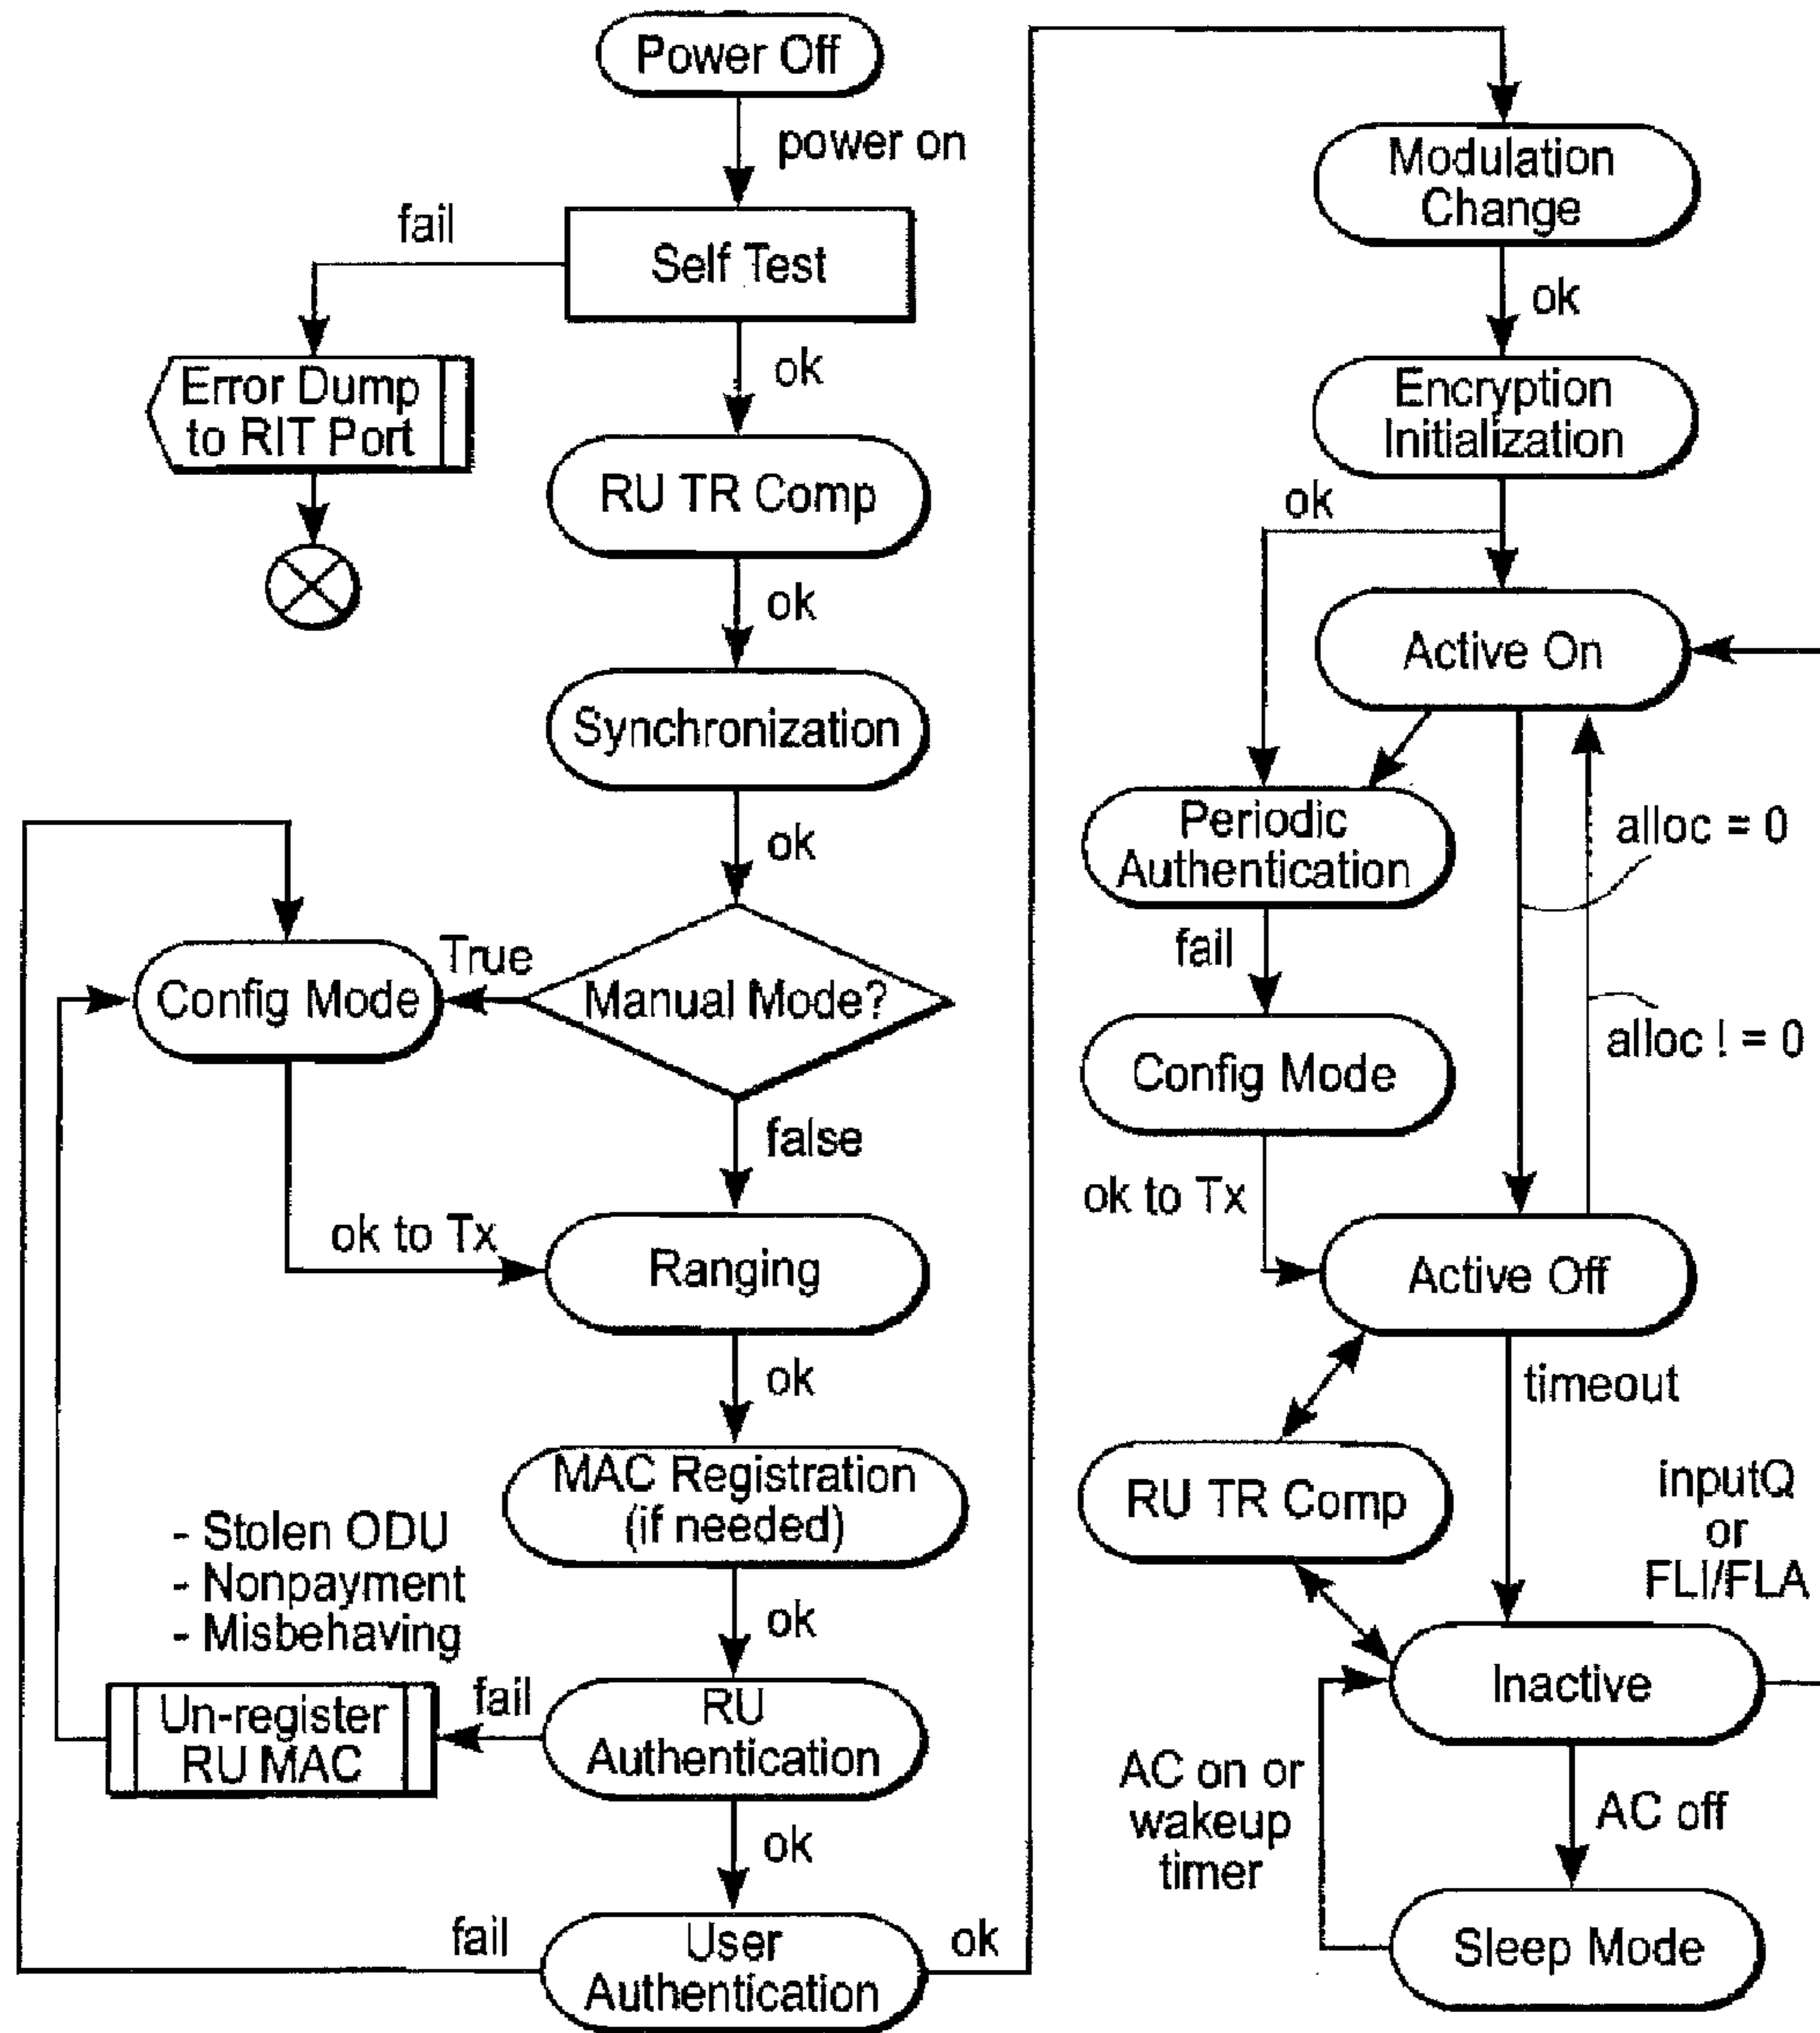 Power Off
power on
Self Test
fail
Error Dump
to RIT Port
ok
RU TR Comp
ok
Synchronization
ok
Manual Mode?
True
Config Mode
false
ok to Tx
Ranging
ok
MAC Registration
(if needed)
ok
- Stolen ODU
- Nonpayment
- Misbehaving
RU
Authentication
fail
Un-register
RU MAC
ok
User
Authentication
fail
ok
Modulation
Change
ok
Encryption
Initialization
ok
Active On
Periodic
Authentication
alloc = 0
fail
alloc ! = 0
Config Mode
ok to Tx
Active Off
timeout
RU TR Comp
inputQ
or
FLI/FLA
Inactive
AC on or
wakeup
timer
AC off
Sleep Mode